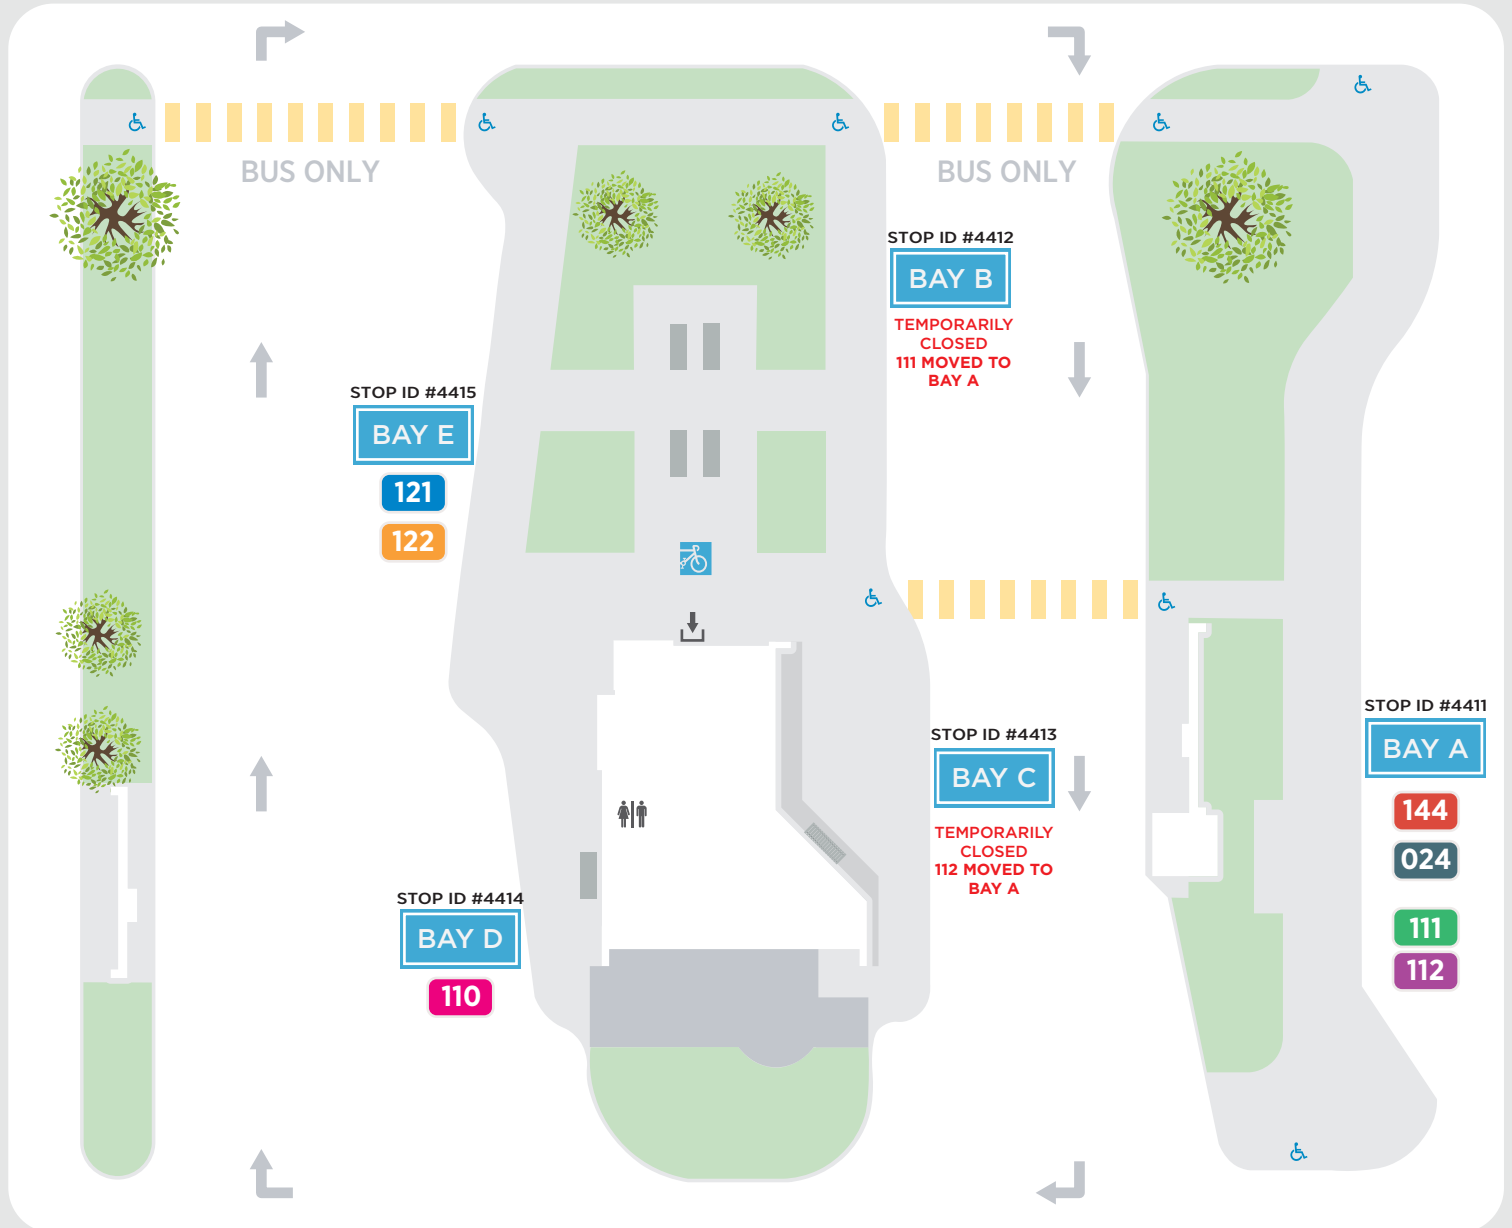 BUS ONLY
BUS ONLY
STOP ID #4412
BAY B
TEMPORARILY
CLOSED
111 MOVED TO
BAY A
STOP ID #4415
BAY E
121
122
STOP ID #4411
BAY A
144
024
111
112
STOP ID #4413
BAY C
TEMPORARILY
CLOSED
112 MOVED TO
BAY A
STOP ID #4414
BAY D
110